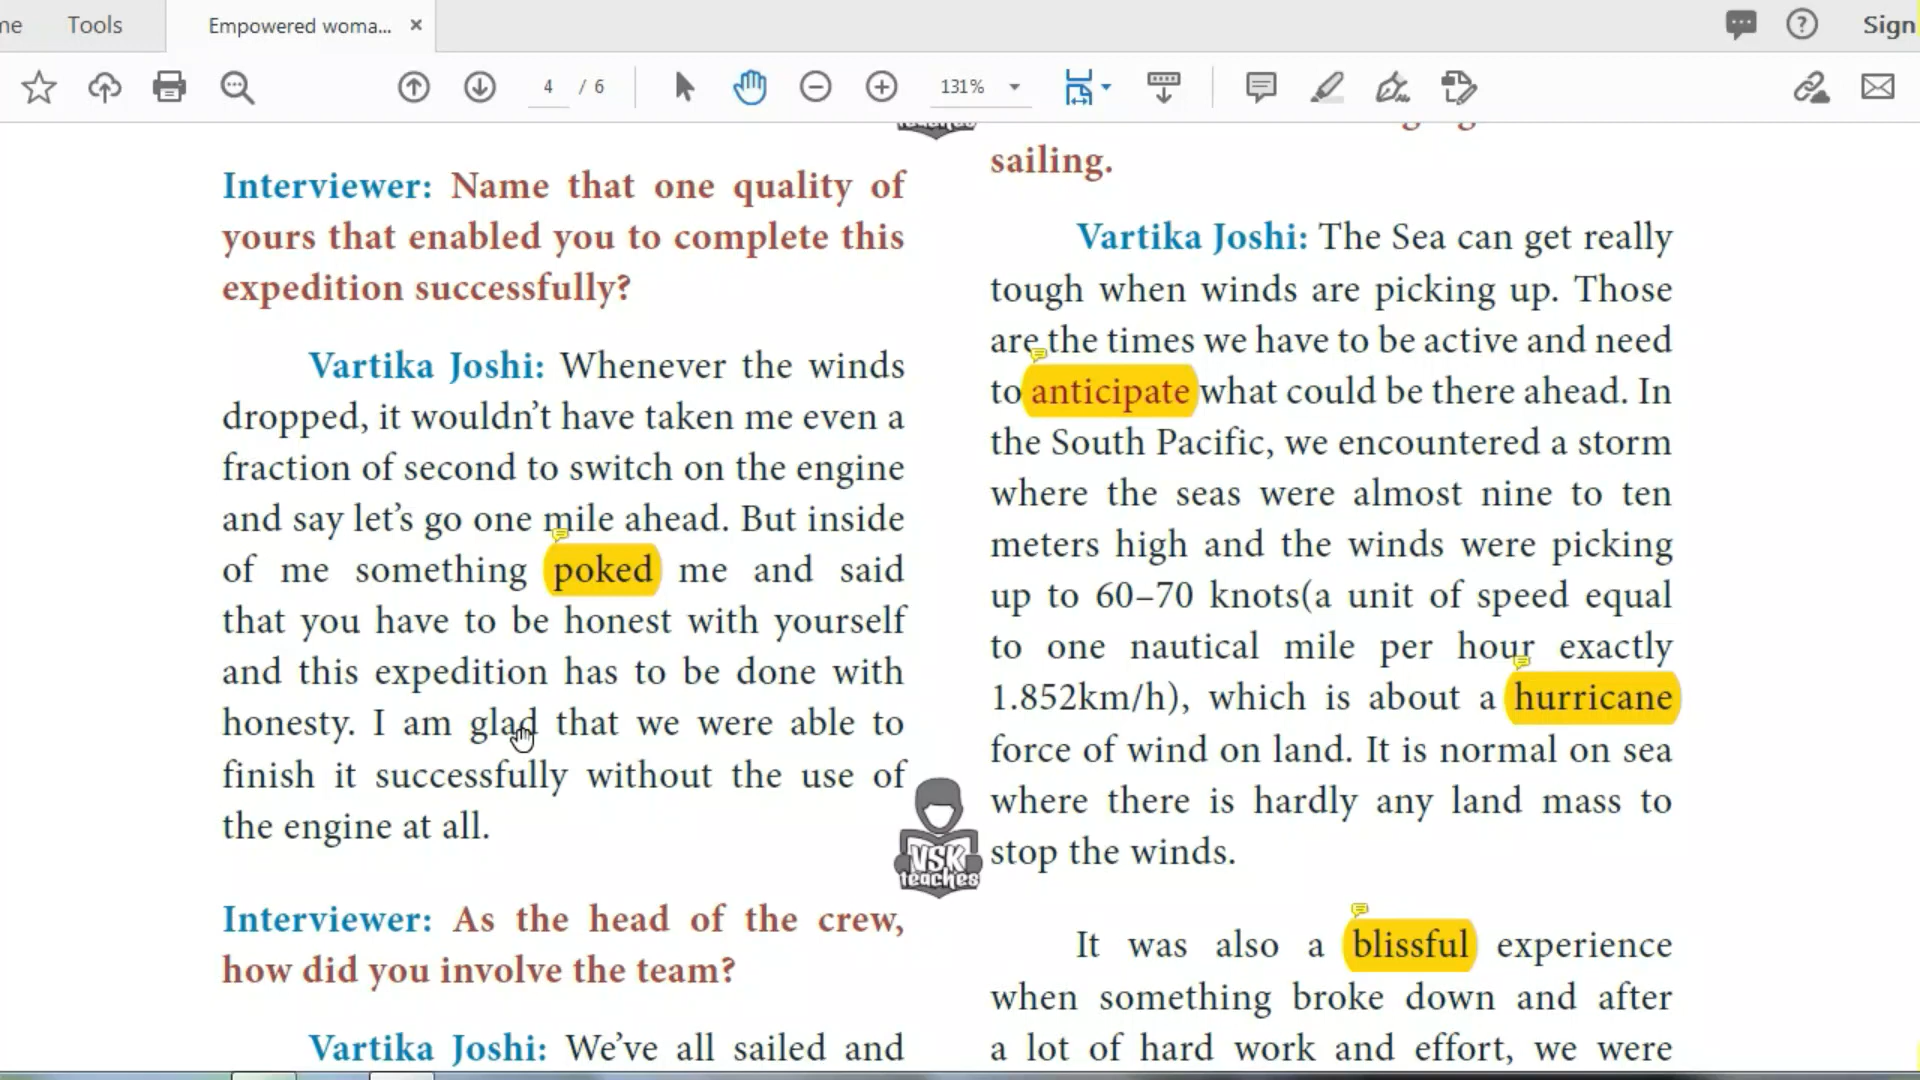 me
Tools
Empowered woma...
Sign
4 / 6
131%
Interviewer: Name that one quality of
yours that enabled you to complete this
expedition successfully?
Vartika Joshi: Whenever the winds
dropped, it wouldn't have taken me even a
fraction of second to switch on the engine
and say let's go one mile ahead. But inside
of me something poked me and said
that you have to be honest with yourself
and this expedition has to be done with
honesty. I am glad that we were able to
finish it successfully without the use of
the engine at all.
Interviewer: As the head of the crew,
how did you involve the team?
Vartika Joshi: We've all sailed and
VSK
teaches
sailing.
Vartika Joshi: The Sea can get really
tough when winds are picking up. Those
are the times we have to be active and need
to anticipate what could be there ahead. In
the South Pacific, we encountered a storm
where the seas were almost nine to ten
meters high and the winds were picking
up to 60–70 knots(a unit of speed equal
to one nautical mile per hour exactly
1.852km/h), which is about a hurricane
force of wind on land. It is normal on sea
where there is hardly any land mass to
stop the winds.
It was also a blissful experience
when something broke down and after
a lot of hard work and effort, we were